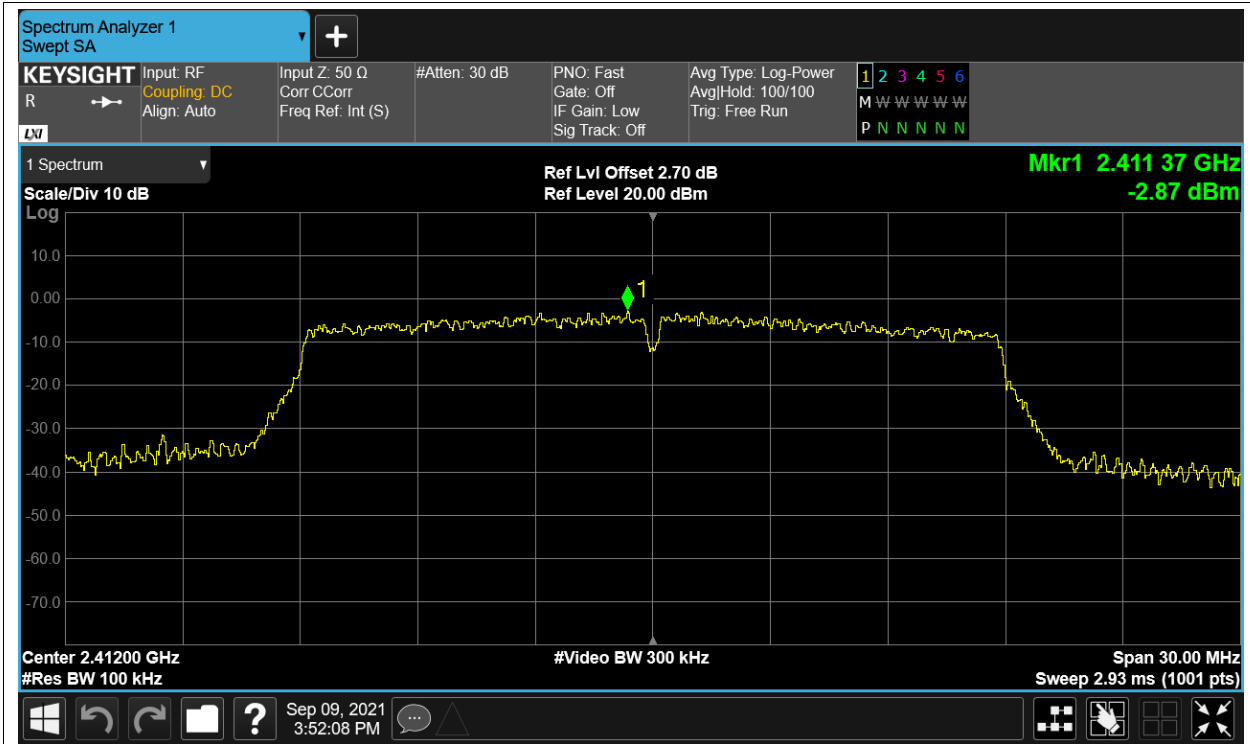 Spectrum Analyzer 1
Swept SA
KEYSIGHT
R
LXI
Input: RF
Coupling: DC
Align: Auto
Input Z: 50 Ω
Corr CCorr
Freq Ref: Int (S)
#Atten: 30 dB
PNO: Fast
Gate: Off
IF Gain: Low
Sig Track: Off
Avg Type: Log-Power
Avg|Hold: 100/100
Trig: Free Run
1 2 3 4 5 6
M W W W W W
P N N N N N
1 Spectrum
Scale/Div 10 dB
Log
Ref Lvl Offset 2.70 dB
Ref Level 20.00 dBm
Mkr1 2.411 37 GHz
-2.87 dBm
10.0
0.00
1
-10.0
-20.0
-30.0
-40.0
-50.0
-60.0
-70.0
Center 2.41200 GHz
#Video BW 300 kHz
Span 30.00 MHz
#Res BW 100 kHz
Sweep 2.93 ms (1001 pts)
?
Sep 09, 2021
3:52:08 PM